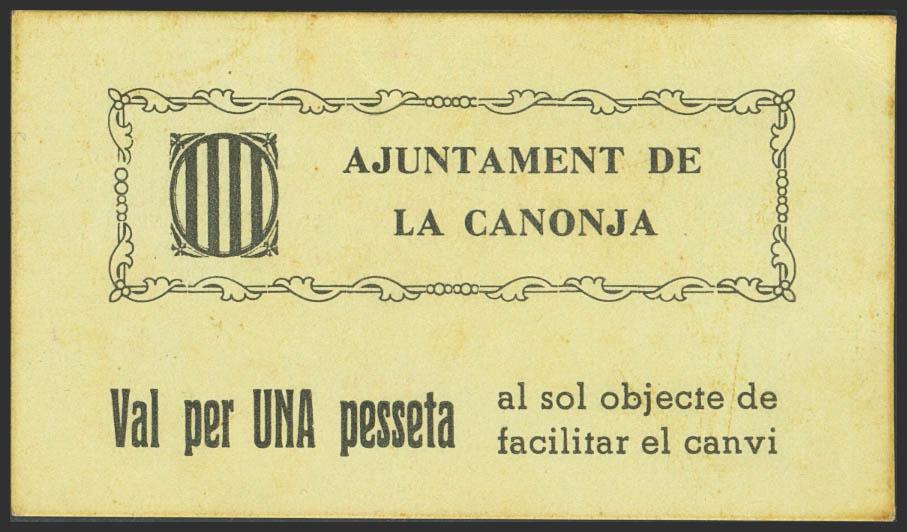 AJUNTAMENT DE
LA CANONJA
Val per UNA pesseta
al sol objecte de
facilitar el canvi